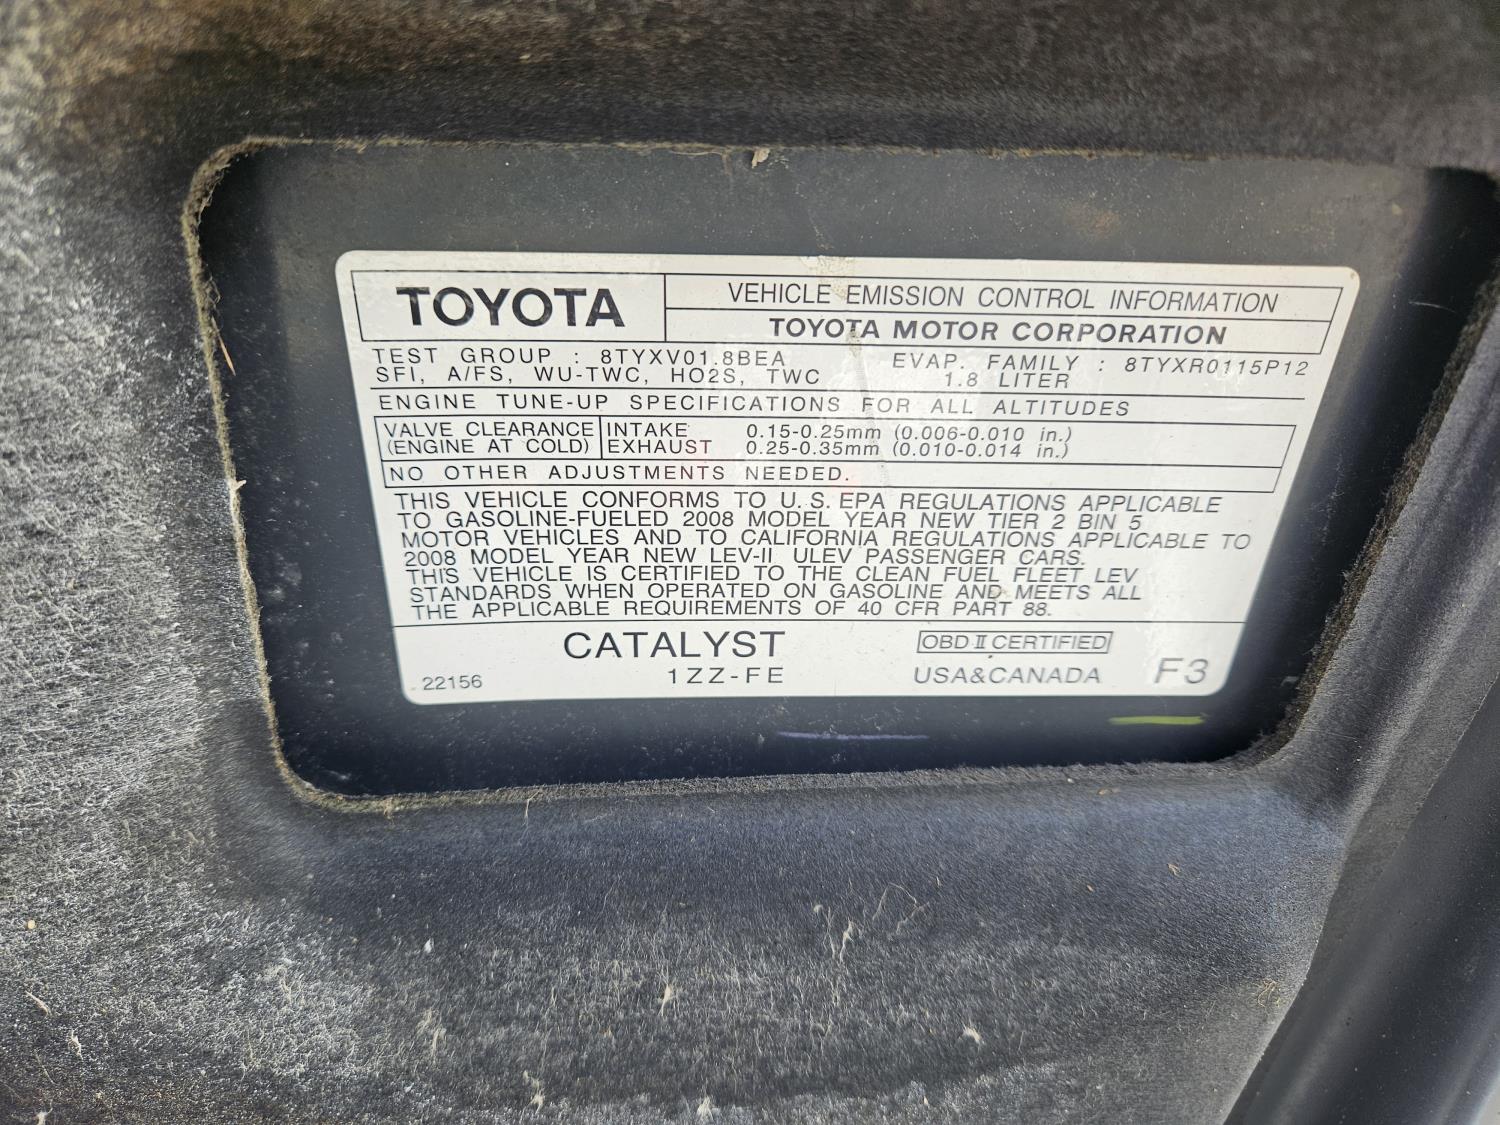 TOYOTA
VEHICLE EMISSION CONTROL INFORMATION
TOYOTA MOTOR CORPORATION
TEST GROUP : 8TYXV01.8BEA EVAP. FAMILY : 8TYXR0115P12
SFI, A/FS, WU-TWC, HO2S, TWC 1.8 LITER
ENGINE TUNE-UP SPECIFICATIONS FOR ALL ALTITUDES
VALVE CLEARANCE INTAKE 0.15-0.25mm (0.006-0.010 in.)
(ENGINE AT COLD) EXHAUST 0.25-0.35mm (0.010-0.014 in.)
NO OTHER ADJUSTMENTS NEEDED.
THIS VEHICLE CONFORMS TO U.S. EPA REGULATIONS APPLICABLE
TO GASOLINE-FUELED 2008 MODEL YEAR NEW TIER 2 BIN 5
MOTOR VEHICLES AND TO CALIFORNIA REGULATIONS APPLICABLE TO
2008 MODEL YEAR NEW LEV-II ULEV PASSENGER CARS.
THIS VEHICLE IS CERTIFIED TO THE CLEAN FUEL FLEET LEV
STANDARDS WHEN OPERATED ON GASOLINE AND MEETS ALL
THE APPLICABLE REQUIREMENTS OF 40 CFR PART 88.
CATALYST OBD II CERTIFIED
22156 1ZZ-FE USA&CANADA F3